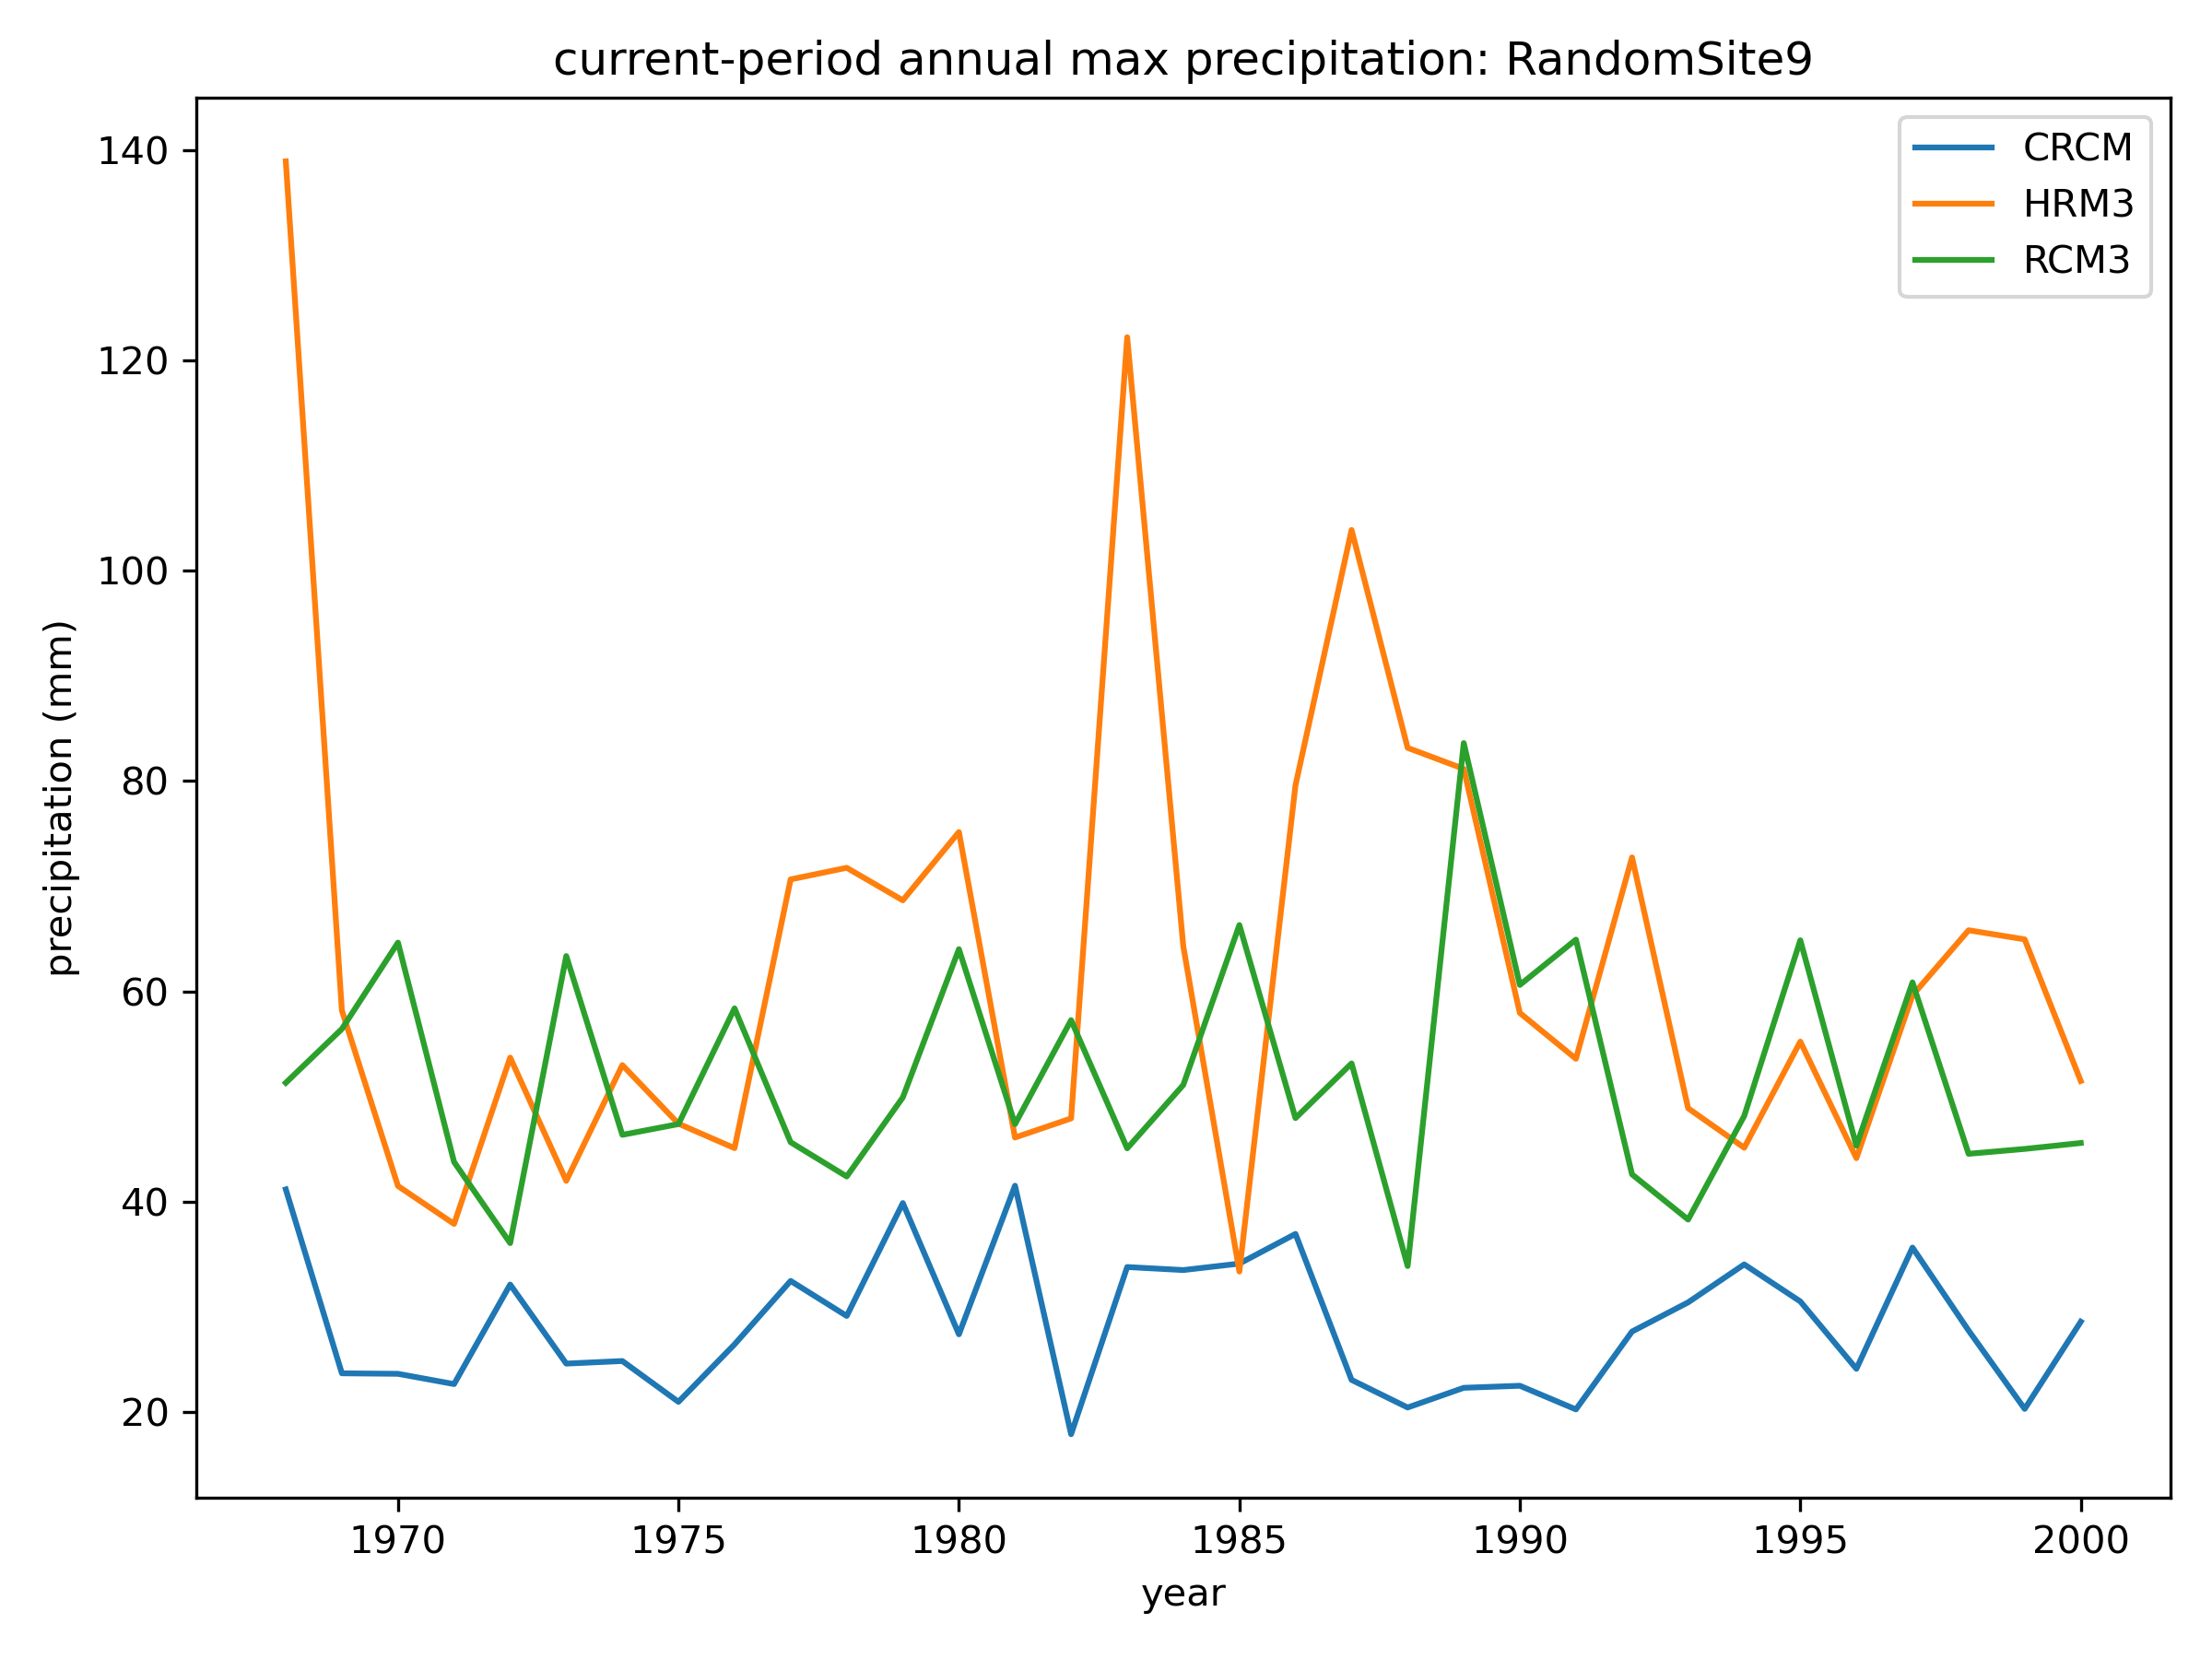 current-period annual max precipitation: RandomSite9
CRCM
HRM3
RCM3
140
120
100
80
60
40
20
precipitation (mm)
1970 1975 1980 1985 1990 1995 2000
year